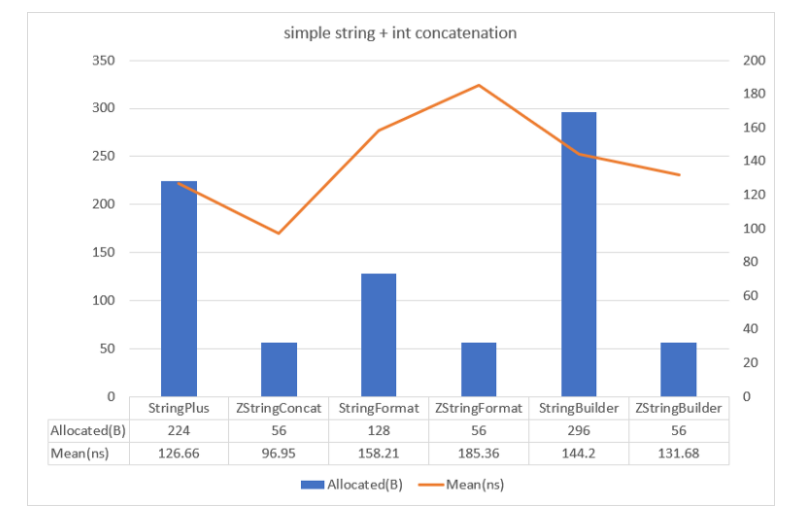 simple string + int concatenation
350 200
300 180
250 160
200 140
150 120
100 100
50 80
0 60
40
20
0
StringPlus ZStringConcat StringFormat ZStringFormat StringBuilder ZStringBuilder
Allocated(B) 224 56 128 56 296 56
Mean(ns) 126.66 96.95 158.21 185.36 144.2 131.68
Allocated(B) Mean(ns)